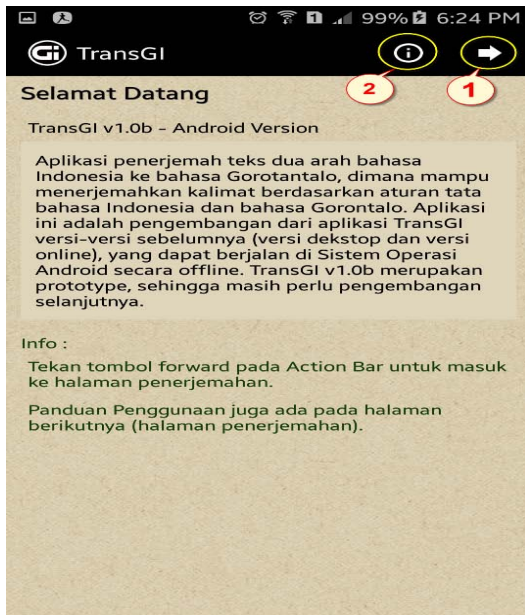 99% 6:24 PM
Gi TransGI
2 1
Selamat Datang
TransGI v1.0b – Android Version
Aplikasi penerjemah teks dua arah bahasa
Indonesia ke bahasa Gorotantalo, dimana mampu
menerjemahkan kalimat berdasarkan aturan tata
bahasa Indonesia dan bahasa Gorontalo. Aplikasi
ini adalah pengembangan dari aplikasi TransGI
versi-versi sebelumnya (versi dekstop dan versi
online), yang dapat berjalan di Sistem Operasi
Android secara offline. TransGI v1.0b merupakan
prototype, sehingga masih perlu pengembangan
selanjutnya.
Info :
Tekan tombol forward pada Action Bar untuk masuk
ke halaman penerjemahan.
Panduan Penggunaan juga ada pada halaman
berikutnya (halaman penerjemahan).